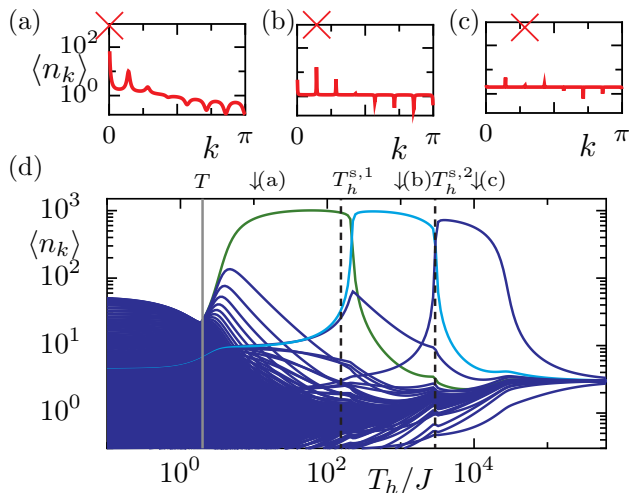 (a) (b) (c)
10^2
10^0
⟨n_k⟩
0 k π 0 k π 0 k π
(d) T ↓(a) T_h^{s,1} ↓(b) T_h^{s,2} ↓(c)
10^3
⟨n_k⟩
10^2
10^1
10^0
10^0 10^2 10^4
T_h/J